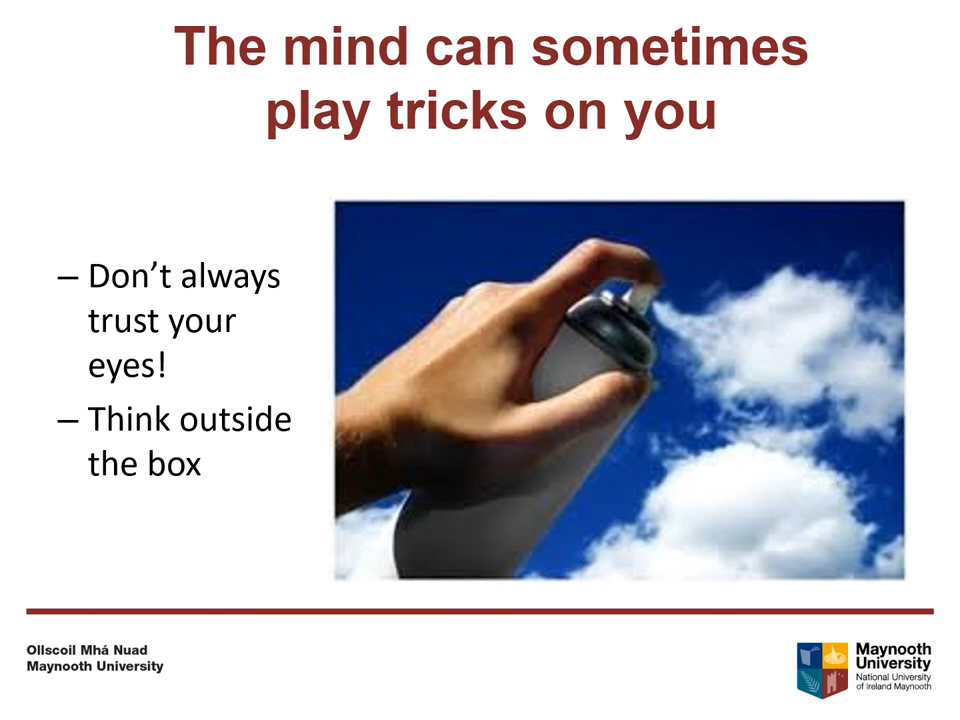 The mind can sometimes
play tricks on you
– Don’t always
trust your
eyes!
– Think outside
the box
Ollscoil Mhá Nuad
Maynooth University
Maynooth
University
National University
of Ireland Maynooth